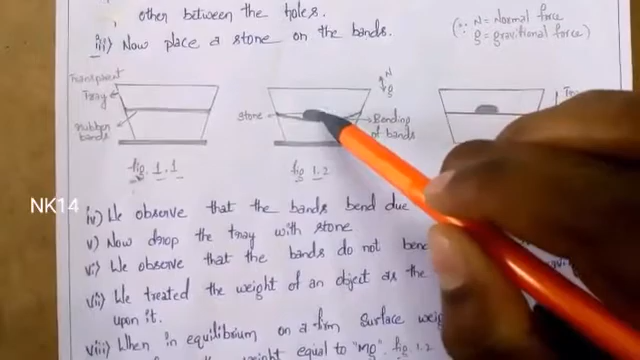 other between the holes.
iii) Now place a stone on the bands.
(∵ N = Normal force
g = gravitional force)
Transparent
Tray
Rubber
bands
fig. 1.1
Stone
N
g
Bending
of bands
fig 1.2
NK14
iv) We observe that the bands bend due
v) Now drop the tray with stone
vi) We observe that the bands do not
vii) We treated the weight of an object as the
upon it.
viii) When in equilibrium on a firm surface
weight equal to "mg". fig. 1.2